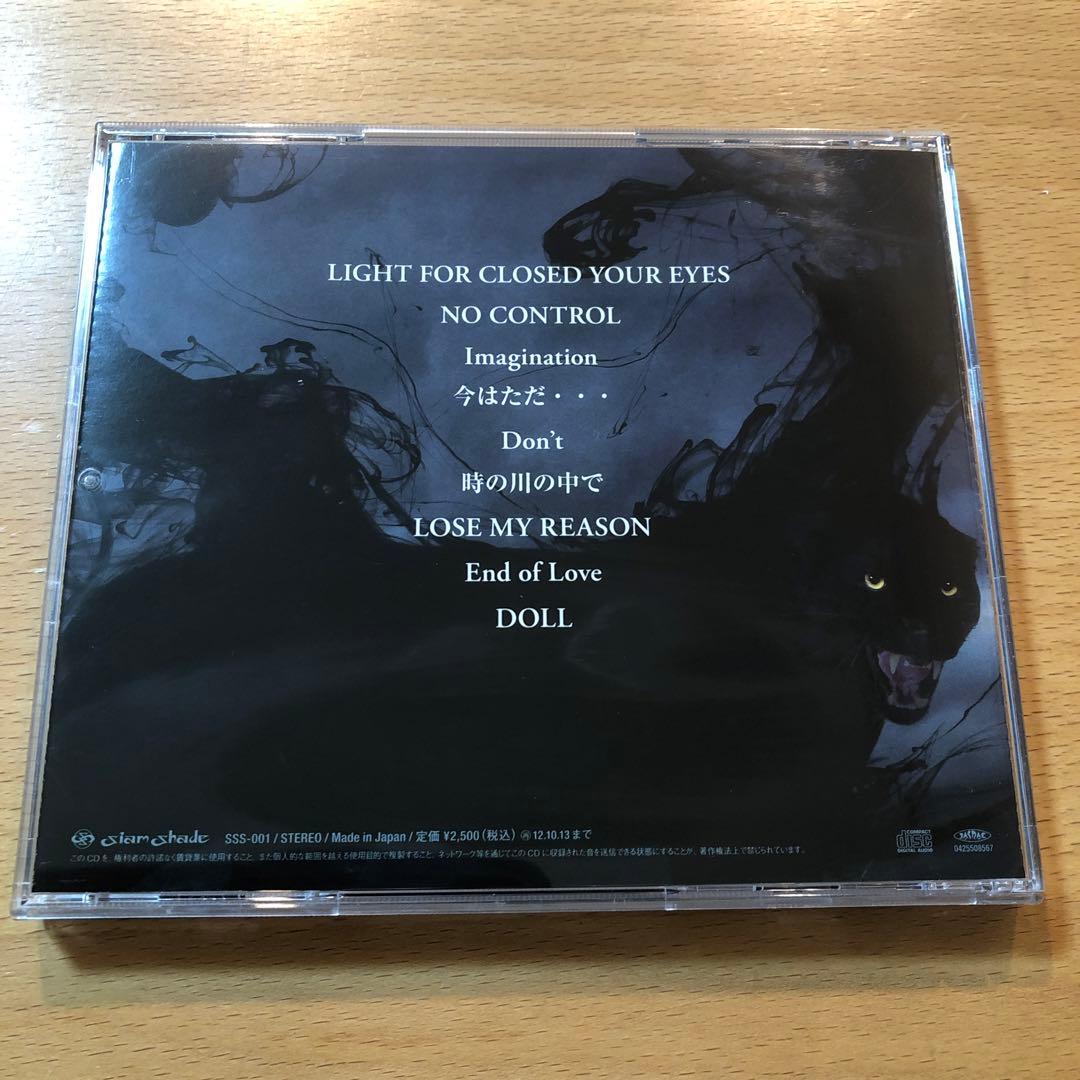 LIGHT FOR CLOSED YOUR EYES
NO CONTROL
Imagination
今はただ・・・
Don't
時の川の中で
LOSE MY REASON
End of Love
DOLL
siam shade SSS-001 / STEREO / Made in Japan / 定価 ¥2,500（税込） 再 12.10.13 まで
このCDを、権利者の許諾なく賃貸業に使用すること、また個人的な範囲を越える使用目的で複製すること、ネットワーク等を通じてこのCDに収録された音を送信できる状態にすることが、著作権法上で禁じられています。
COMPACT disc DIGITAL AUDIO
JASRAC
0425508567